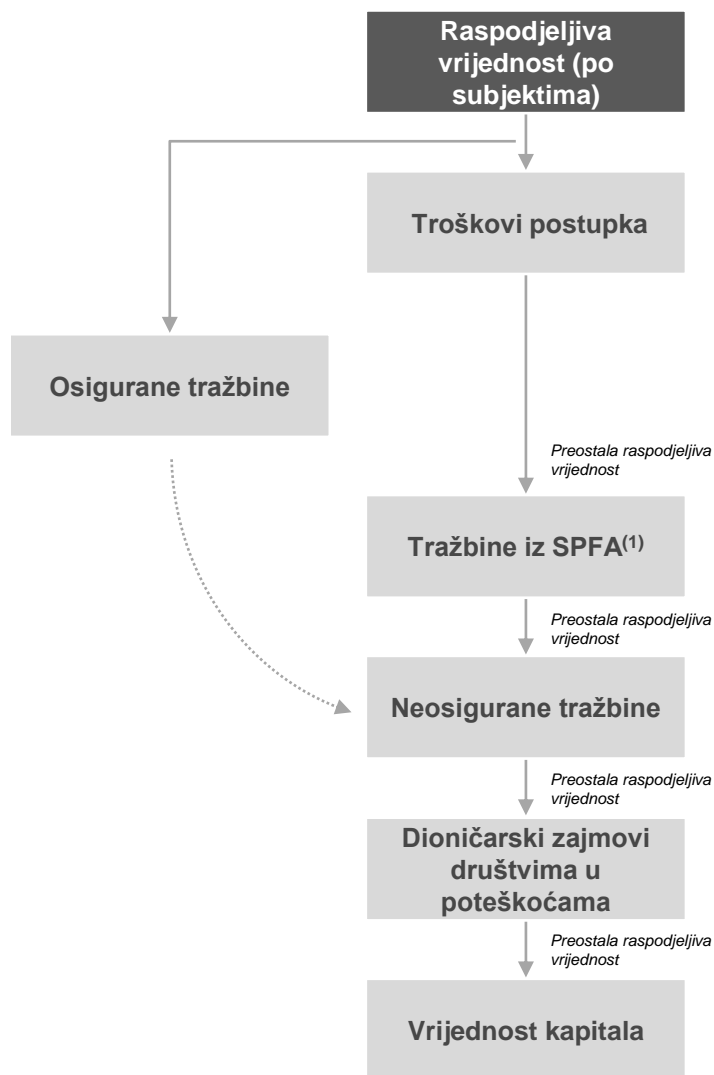 Raspodjeljiva
vrijednost (po
subjektima)
Troškovi postupka
Osigurane tražbine
Preostala raspodjeljiva
vrijednost
Tražbine iz SPFA(1)
Preostala raspodjeljiva
vrijednost
Neosigurane tražbine
Preostala raspodjeljiva
vrijednost
Dioničarski zajmovi
društvima u
poteškoćama
Preostala raspodjeljiva
vrijednost
Vrijednost kapitala